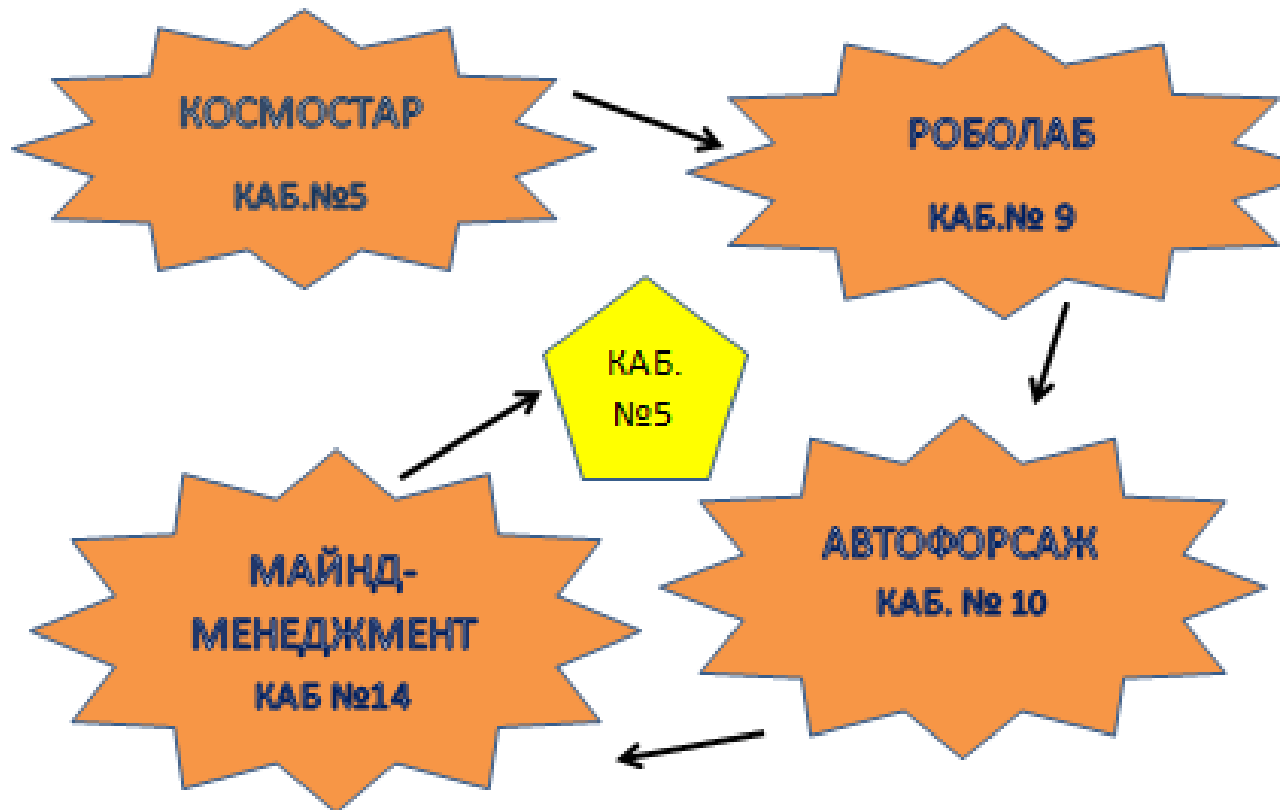 КОСМОСТАР
КАБ.№5
РОБОЛАБ
КАБ.№ 9
КАБ.
№5
АВТОФОРСАЖ
КАБ. № 10
МАЙНД-
МЕНЕДЖМЕНТ
КАБ №14